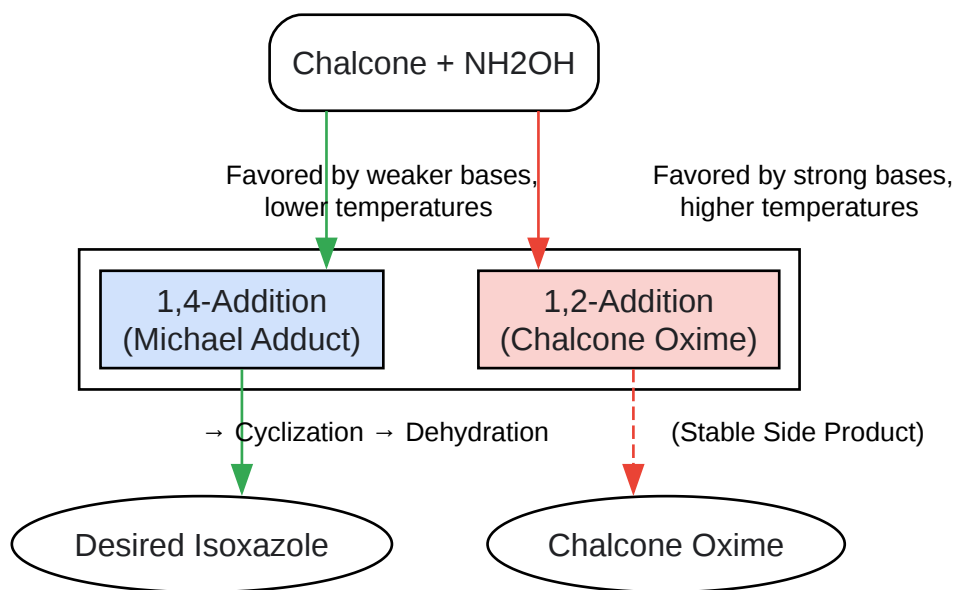 Chalcone + NH2OH
Favored by weaker bases,
lower temperatures
Favored by strong bases,
higher temperatures
1,4-Addition
(Michael Adduct)
1,2-Addition
(Chalcone Oxime)
→ Cyclization → Dehydration
(Stable Side Product)
Desired Isoxazole
Chalcone Oxime